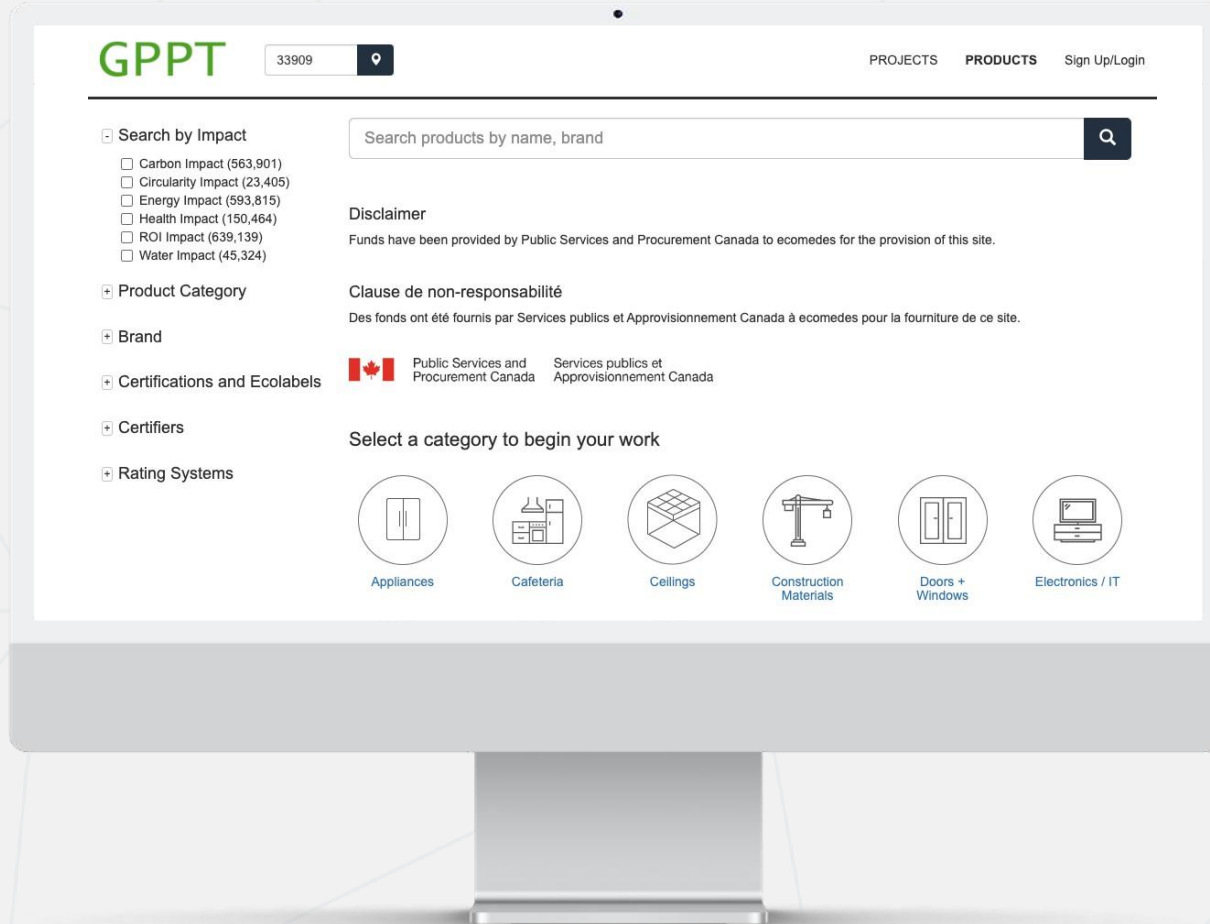 GPPT
33909
PROJECTS PRODUCTS Sign Up/Login
- Search by Impact
Carbon Impact (563,901)
Circularity Impact (23,405)
Energy Impact (593,815)
Health Impact (150,464)
ROI Impact (639,139)
Water Impact (45,324)
+ Product Category
+ Brand
+ Certifications and Ecolabels
+ Certifiers
+ Rating Systems
Search products by name, brand
Disclaimer
Funds have been provided by Public Services and Procurement Canada to ecomedes for the provision of this site.
Clause de non-responsabilité
Des fonds ont été fournis par Services publics et Approvisionnement Canada à ecomedes pour la fourniture de ce site.
Public Services and
Procurement Canada
Services publics et
Approvisionnement Canada
Select a category to begin your work
Appliances
Cafeteria
Ceilings
Construction
Materials
Doors +
Windows
Electronics / IT